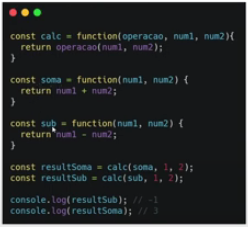 const calc = function(operacao, num1, num2){
return operacao(num1, num2);
}
const soma = function(num1, num2) {
return num1 + num2;
}
const sub = function(num1, num2) {
return num1 - num2;
}
const resultSoma = calc(soma, 1, 2);
const resultSub = calc(sub, 1, 2);
console.log(resultSub); // -1
console.log(resultSoma); // 3